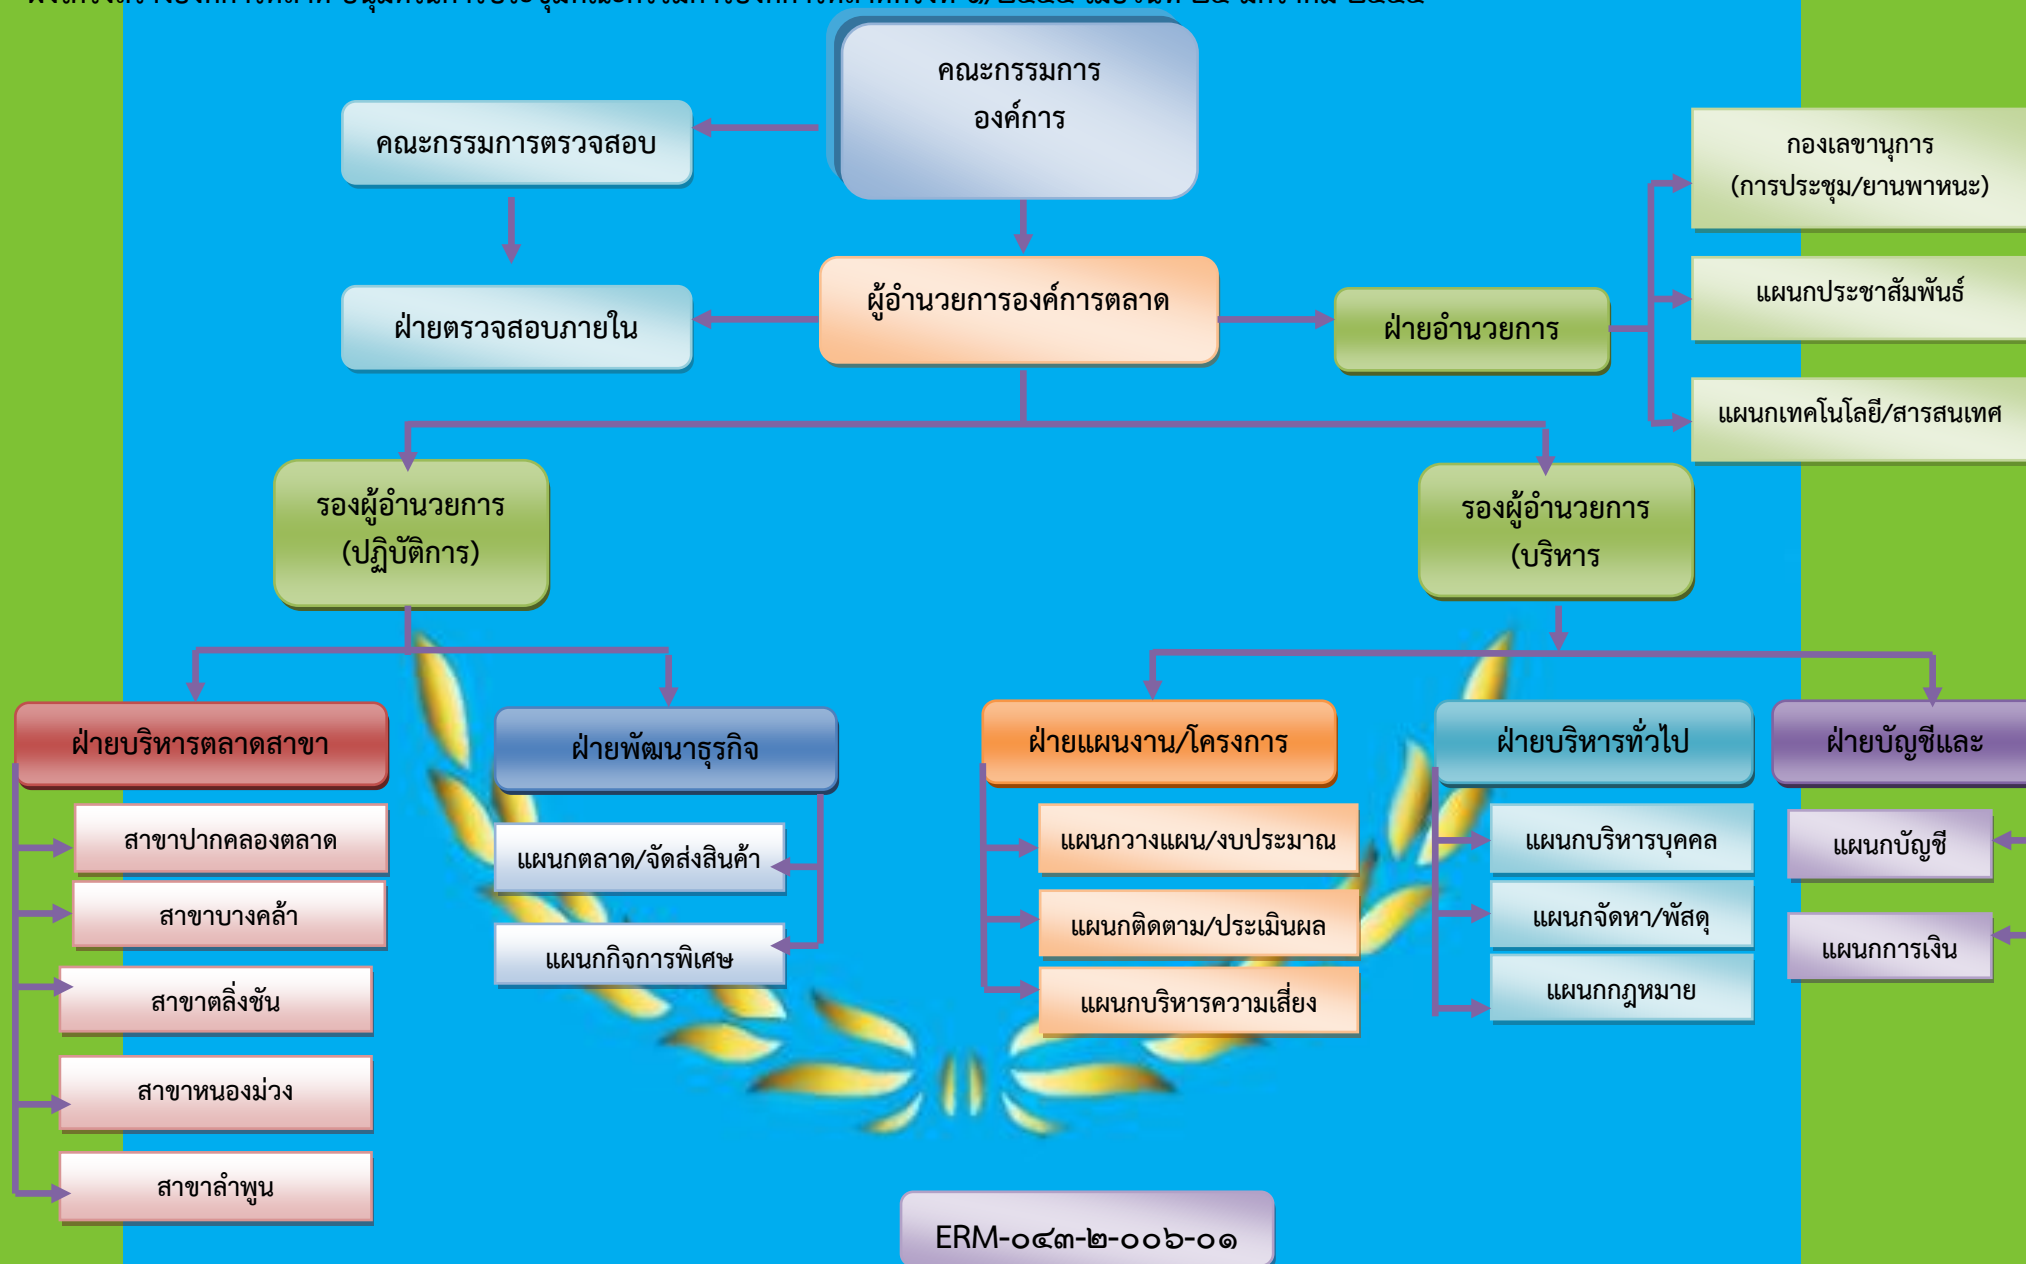 คณะกรรมการ
องค์การ
คณะกรรมการตรวจสอบ
กองเลขานุการ
(การประชุม/ยานพาหนะ)
ผู้อำนวยการองค์การตลาด
ฝ่ายตรวจสอบภายใน
ฝ่ายอำนวยการ
แผนกประชาสัมพันธ์
แผนกเทคโนโลยี/สารสนเทศ
รองผู้อำนวยการ
(ปฏิบัติการ)
รองผู้อำนวยการ
(บริหาร
ฝ่ายบริหารตลาดสาขา
ฝ่ายพัฒนาธุรกิจ
ฝ่ายแผนงาน/โครงการ
ฝ่ายบริหารทั่วไป
ฝ่ายบัญชีและ
สาขาปากคลองตลาด
สาขาบางคล้า
สาขาตลิ่งชัน
สาขาหนองม่วง
สาขาลำพูน
แผนกตลาด/จัดส่งสินค้า
แผนกกิจการพิเศษ
แผนกวางแผน/งบประมาณ
แผนกติดตาม/ประเมินผล
แผนกบริหารความเสี่ยง
แผนกบริหารบุคคล
แผนกจัดหา/พัสดุ
แผนกกฎหมาย
แผนกบัญชี
แผนกการเงิน
ERM-๐๔๓-๒-๐๐๖-๐๑